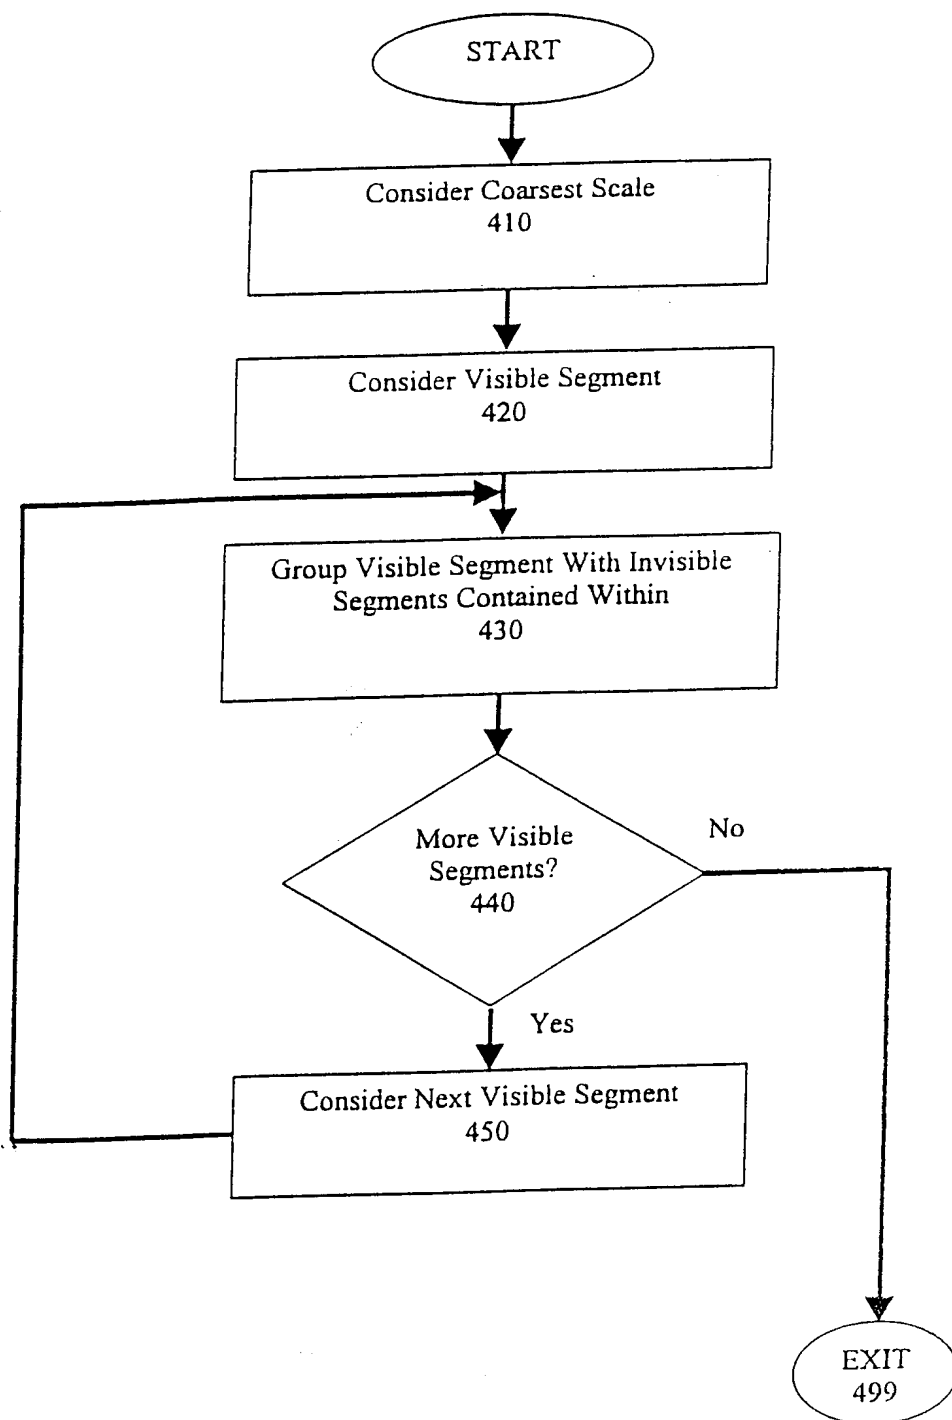 START
Consider Coarsest Scale
410
Consider Visible Segment
420
Group Visible Segment With Invisible
Segments Contained Within
430
More Visible
Segments?
440
No
Yes
Consider Next Visible Segment
450
EXIT
499